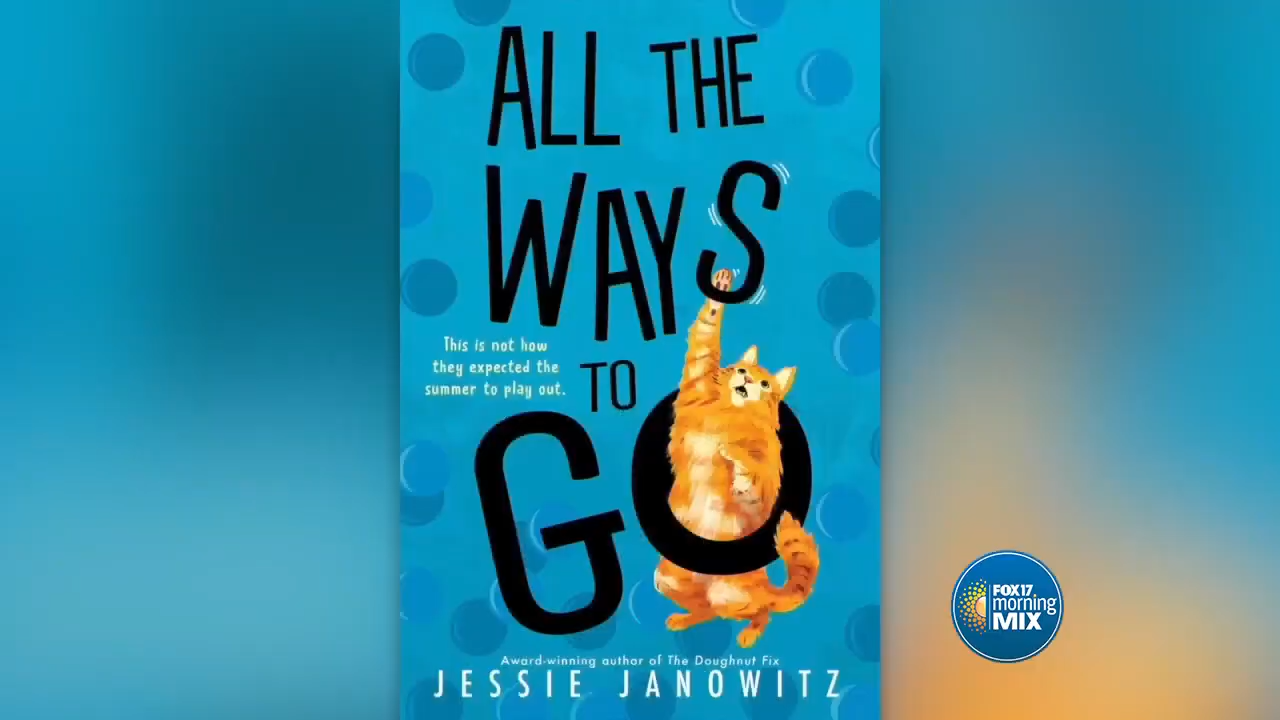 ALL THE
WAYS
This is not how
they expected the
summer to play out.
TO
GO
Award-winning author of The Doughnut Fix
JESSIE JANOWITZ
FOX17
morning
MIX